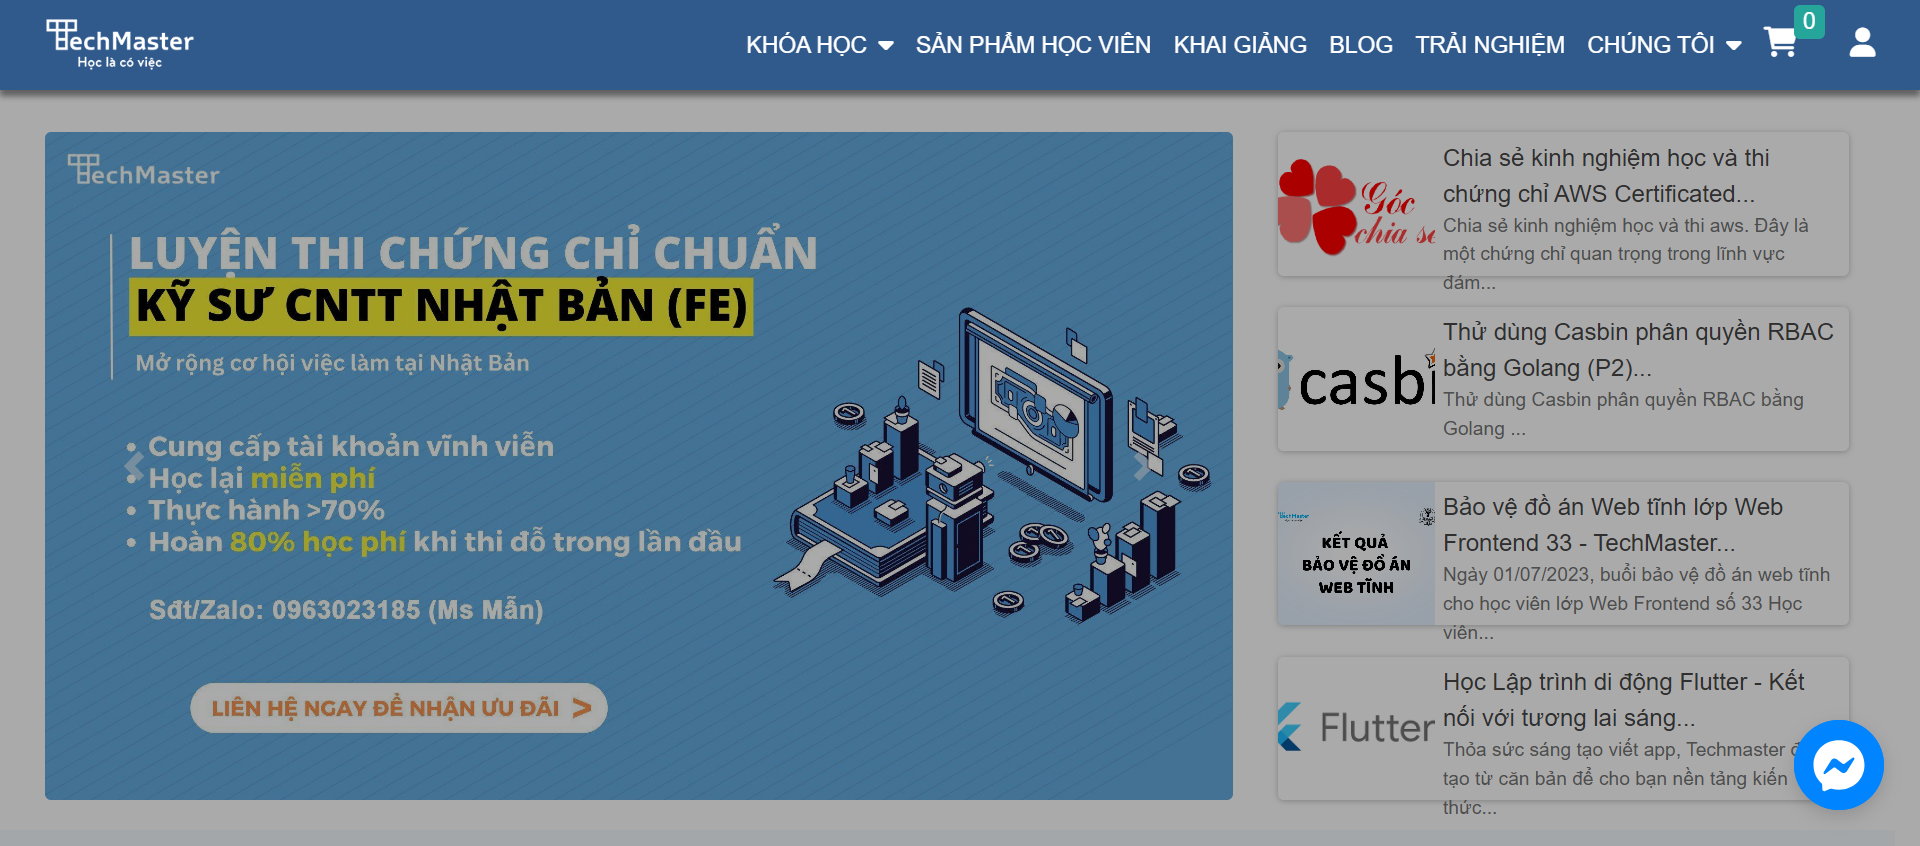 TechMaster
Học là có việc
KHÓA HỌC
SẢN PHẨM HỌC VIÊN
KHAI GIẢNG
BLOG
TRẢI NGHIỆM
CHÚNG TÔI
0
TechMaster
LUYỆN THI CHỨNG CHỈ CHUẨN
KỸ SƯ CNTT NHẬT BẢN (FE)
Mở rộng cơ hội việc làm tại Nhật Bản
• Cung cấp tài khoản vĩnh viễn
• Học lại miễn phí
• Thực hành >70%
• Hoàn 80% học phí khi thi đỗ trong lần đầu
Sđt/Zalo: 0963023185 (Ms Mẫn)
LIÊN HỆ NGAY ĐỂ NHẬN ƯU ĐÃI >
Góc
chia sẻ
Chia sẻ kinh nghiệm học và thi
chứng chỉ AWS Certificated...
Chia sẻ kinh nghiệm học và thi aws. Đây là
một chứng chỉ quan trọng trong lĩnh vực
đám...
casbi
Thử dùng Casbin phân quyền RBAC
bằng Golang (P2)...
Thử dùng Casbin phân quyền RBAC bằng
Golang ...
TechMaster
KẾT QUẢ
BẢO VỆ ĐỒ ÁN
WEB TĨNH
Bảo vệ đồ án Web tĩnh lớp Web
Frontend 33 - TechMaster...
Ngày 01/07/2023, buổi bảo vệ đồ án web tĩnh
cho học viên lớp Web Frontend số 33 Học
viên...
Flutter
Học Lập trình di động Flutter - Kết
nối với tương lai sáng...
Thỏa sức sáng tạo viết app, Techmaster
tạo từ căn bản để cho bạn nền tảng kiến
thức...